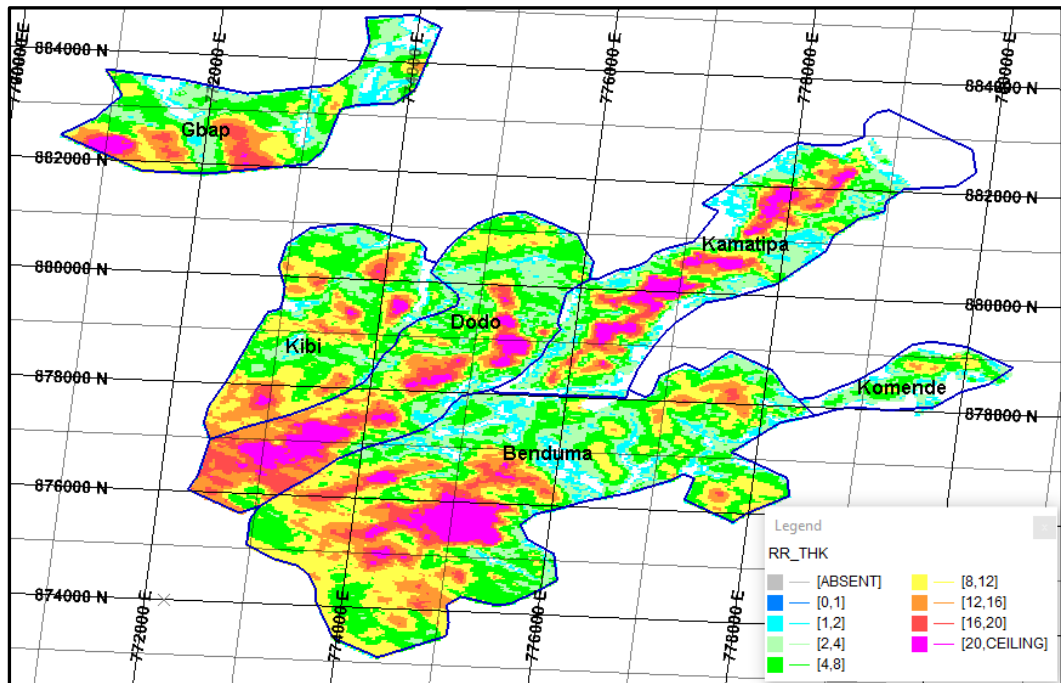 770000 E
772000 E
776000 E
778000 E
884000 N
884000 N
Gbap
882000 N
882000 N
Kamatipa
880000 N
880000 N
Dodo
Kibi
878000 N
Komende
878000 N
Benduma
876000 N
874000 N
772000 E
774000 E
776000 E
Legend
RR_THK
[ABSENT] [8,12]
[0,1] [12,16]
[1,2] [16,20]
[2,4] [20,CEILING]
[4,8]